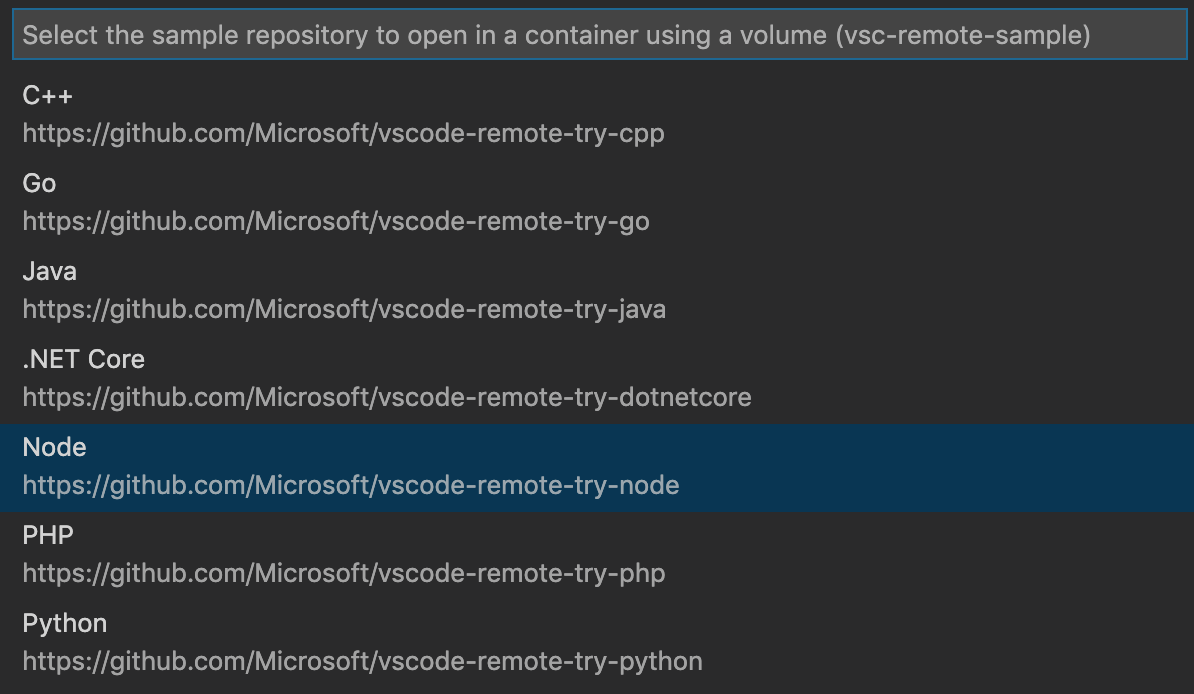 Select the sample repository to open in a container using a volume (vsc-remote-sample)
C++
https://github.com/Microsoft/vscode-remote-try-cpp
Go
https://github.com/Microsoft/vscode-remote-try-go
Java
https://github.com/Microsoft/vscode-remote-try-java
.NET Core
https://github.com/Microsoft/vscode-remote-try-dotnetcore
Node
https://github.com/Microsoft/vscode-remote-try-node
PHP
https://github.com/Microsoft/vscode-remote-try-php
Python
https://github.com/Microsoft/vscode-remote-try-python